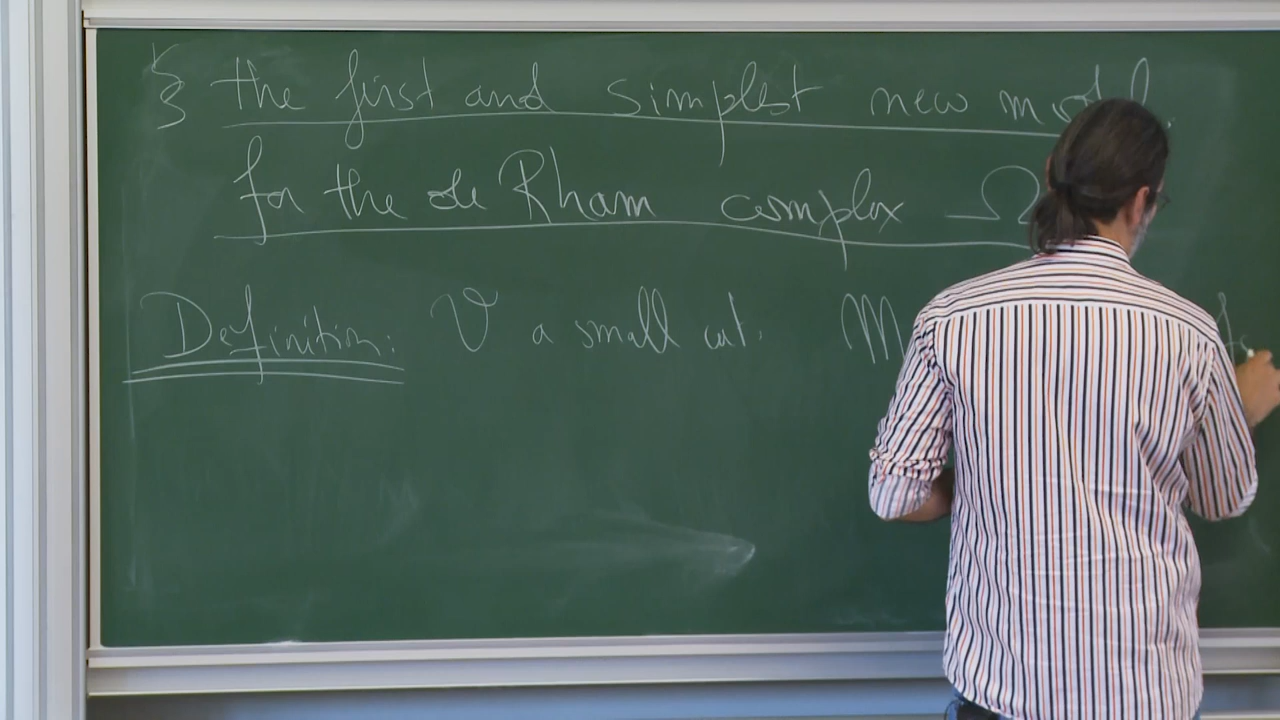 § the first and simplest new model
for the de Rham complex Ω
Definition: V a small cat. M